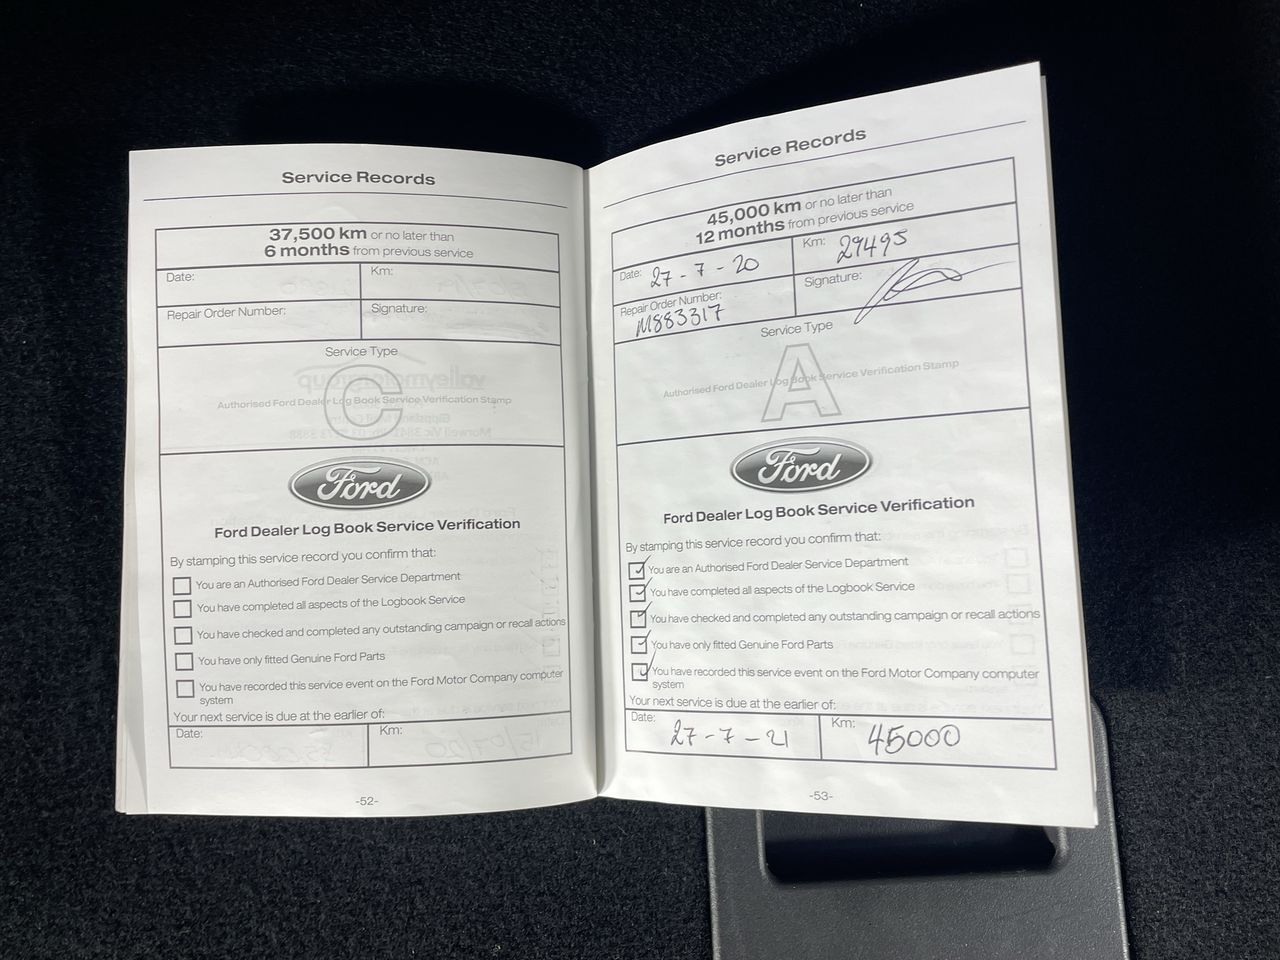 Service Records
37,500 km or no later than
6 months from previous service
Date:
Km:
Repair Order Number:
Signature:
Service Type
C
Authorised Ford Dealer Log Book Service Verification Stamp
Ford
Ford Dealer Log Book Service Verification
By stamping this service record you confirm that:
You are an Authorised Ford Dealer Service Department
You have completed all aspects of the Logbook Service
You have checked and completed any outstanding campaign or recall actions
You have only fitted Genuine Ford Parts
You have recorded this service event on the Ford Motor Company computer
system
Your next service is due at the earlier of:
Date:
Km:
-52-
Service Records
45,000 km or no later than
12 months from previous service
Date: 27-7-20
Km: 29495
Repair Order Number:
M883317
Signature:
Service Type
A
Authorised Ford Dealer Log Book Service Verification Stamp
Ford
Ford Dealer Log Book Service Verification
By stamping this service record you confirm that:
You are an Authorised Ford Dealer Service Department
You have completed all aspects of the Logbook Service
You have checked and completed any outstanding campaign or recall actions
You have only fitted Genuine Ford Parts
You have recorded this service event on the Ford Motor Company computer
system
Your next service is due at the earlier of:
Date: 27-7-21
Km: 45000
-53-